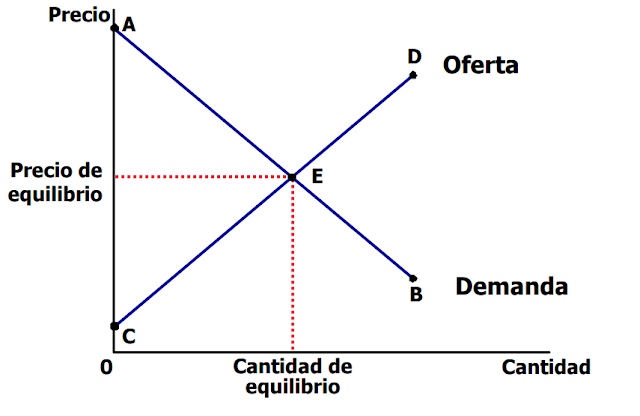 Precio
A
D
Oferta
Precio de
equilibrio
E
Demanda
B
C
0
Cantidad de
equilibrio
Cantidad